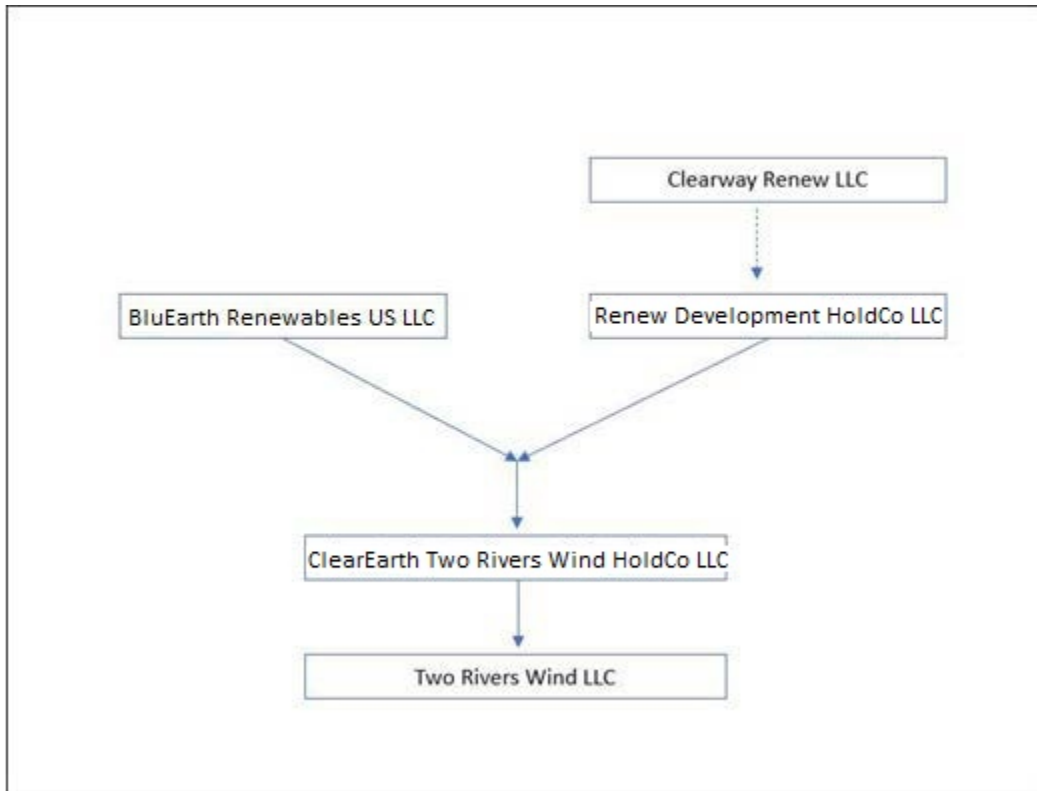 Clearway Renew LLC
BluEarth Renewables US LLC
Renew Development HoldCo LLC
ClearEarth Two Rivers Wind HoldCo LLC
Two Rivers Wind LLC